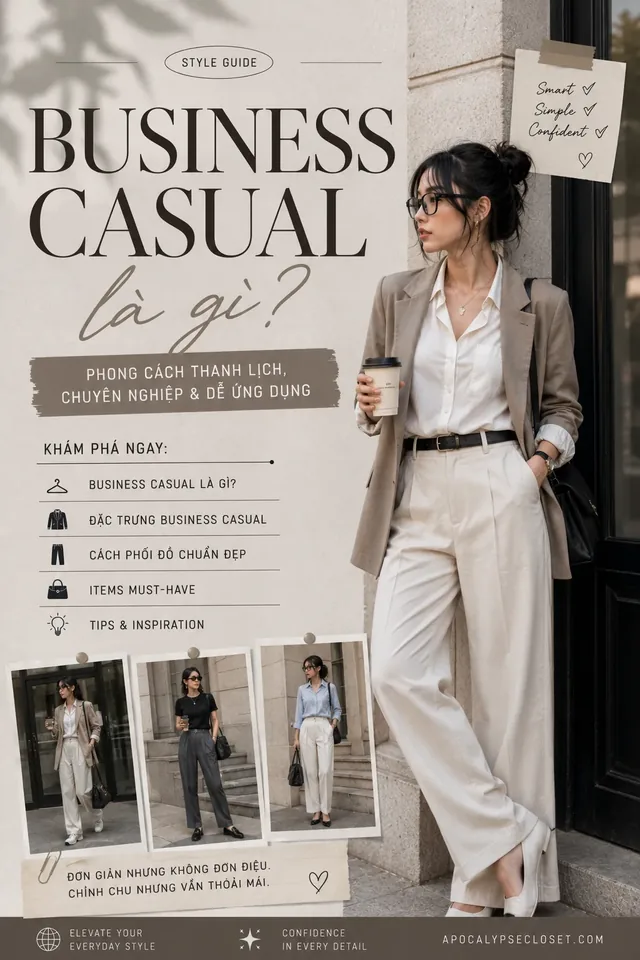 STYLE GUIDE
BUSINESS
CASUAL
là gì?
PHONG CÁCH THANH LỊCH,
CHUYÊN NGHIỆP & DỄ ỨNG DỤNG
KHÁM PHÁ NGAY:
BUSINESS CASUAL LÀ GÌ?
ĐẶC TRƯNG BUSINESS CASUAL
CÁCH PHỐI ĐỒ CHUẨN ĐẸP
ITEMS MUST-HAVE
TIPS & INSPIRATION
Smart
Simple
Confident
ĐƠN GIẢN NHƯNG KHÔNG ĐƠN ĐIỆU.
CHỈNH CHU NHƯNG VẪN THOẢI MÁI.
ELEVATE YOUR
EVERYDAY STYLE
CONFIDENCE
IN EVERY DETAIL
APOCALYPSECLOSET.COM